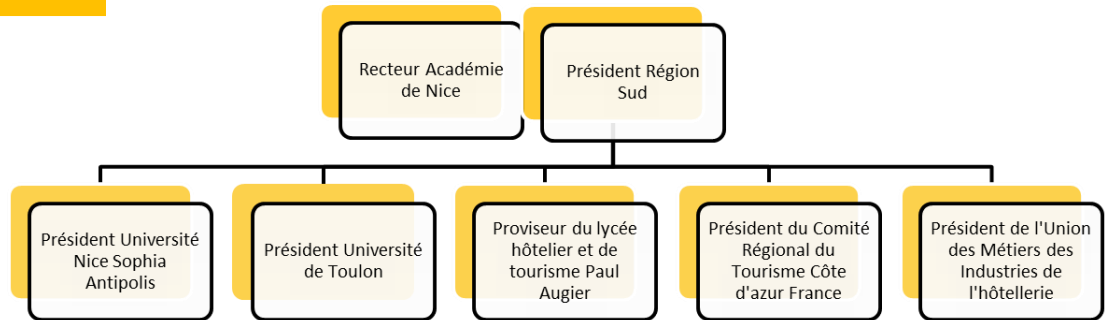 Recteur Académie
de Nice
Président Région
Sud
Président Université
Nice Sophia
Antipolis
Président Université
de Toulon
Proviseur du lycée
hôtelier et de
tourisme Paul
Augier
Président du Comité
Régional du
Tourisme Côte
d'azur France
Président de l'Union
des Métiers des
Industries de
l'hôtellerie